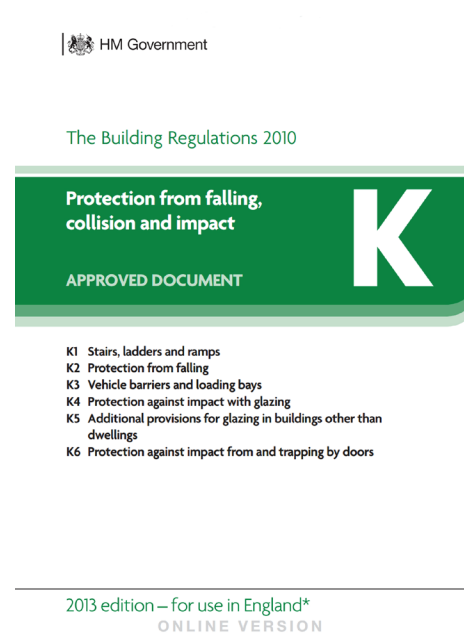 HM Government
The Building Regulations 2010
Protection from falling,
collision and impact
K
APPROVED DOCUMENT
K1 Stairs, ladders and ramps
K2 Protection from falling
K3 Vehicle barriers and loading bays
K4 Protection against impact with glazing
K5 Additional provisions for glazing in buildings other than
dwellings
K6 Protection against impact from and trapping by doors
2013 edition – for use in England*
ONLINE VERSION